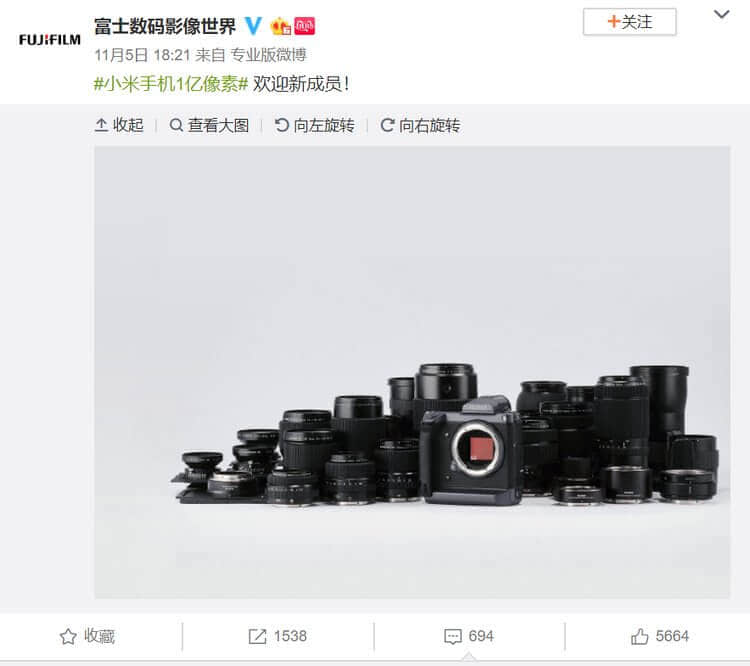 FUJIFILM
富士数码影像世界
+关注
11月5日 18:21 来自 专业版微博
#小米手机1亿像素# 欢迎新成员!
收起 查看大图 向左旋转 向右旋转
收藏 1538 694 5664